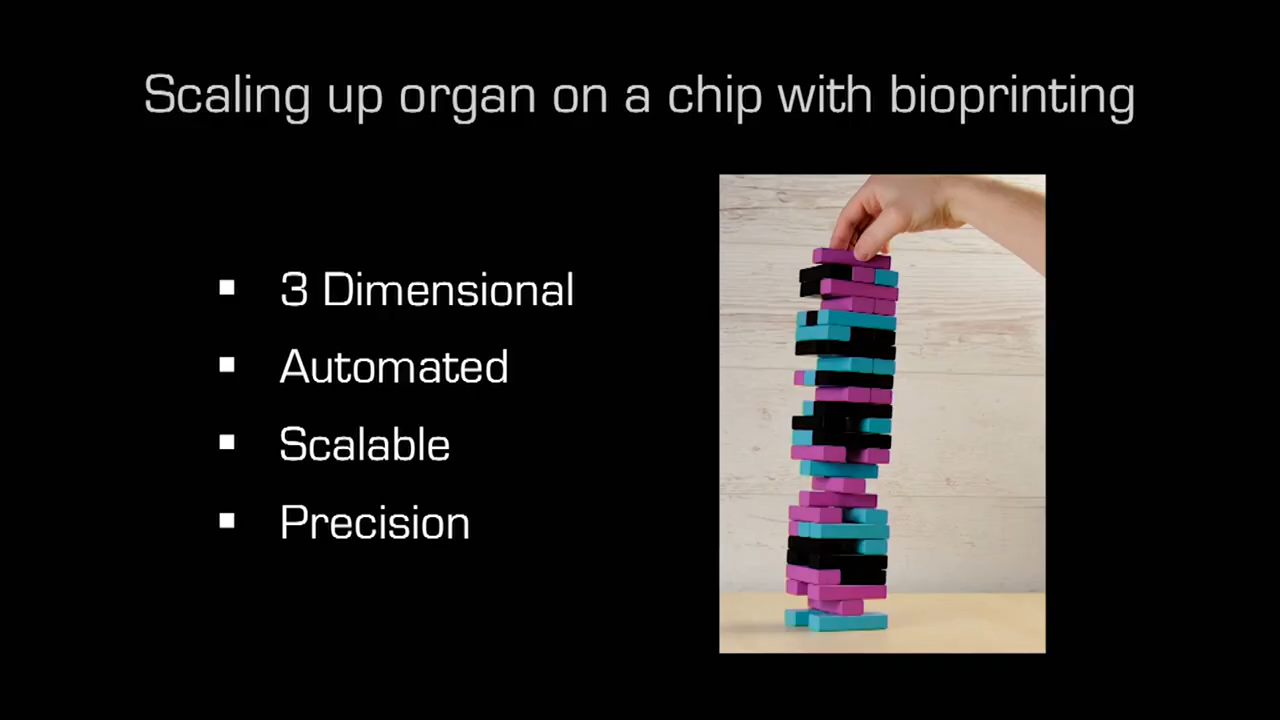 Scaling up organ on a chip with bioprinting
▪ 3 Dimensional
▪ Automated
▪ Scalable
▪ Precision